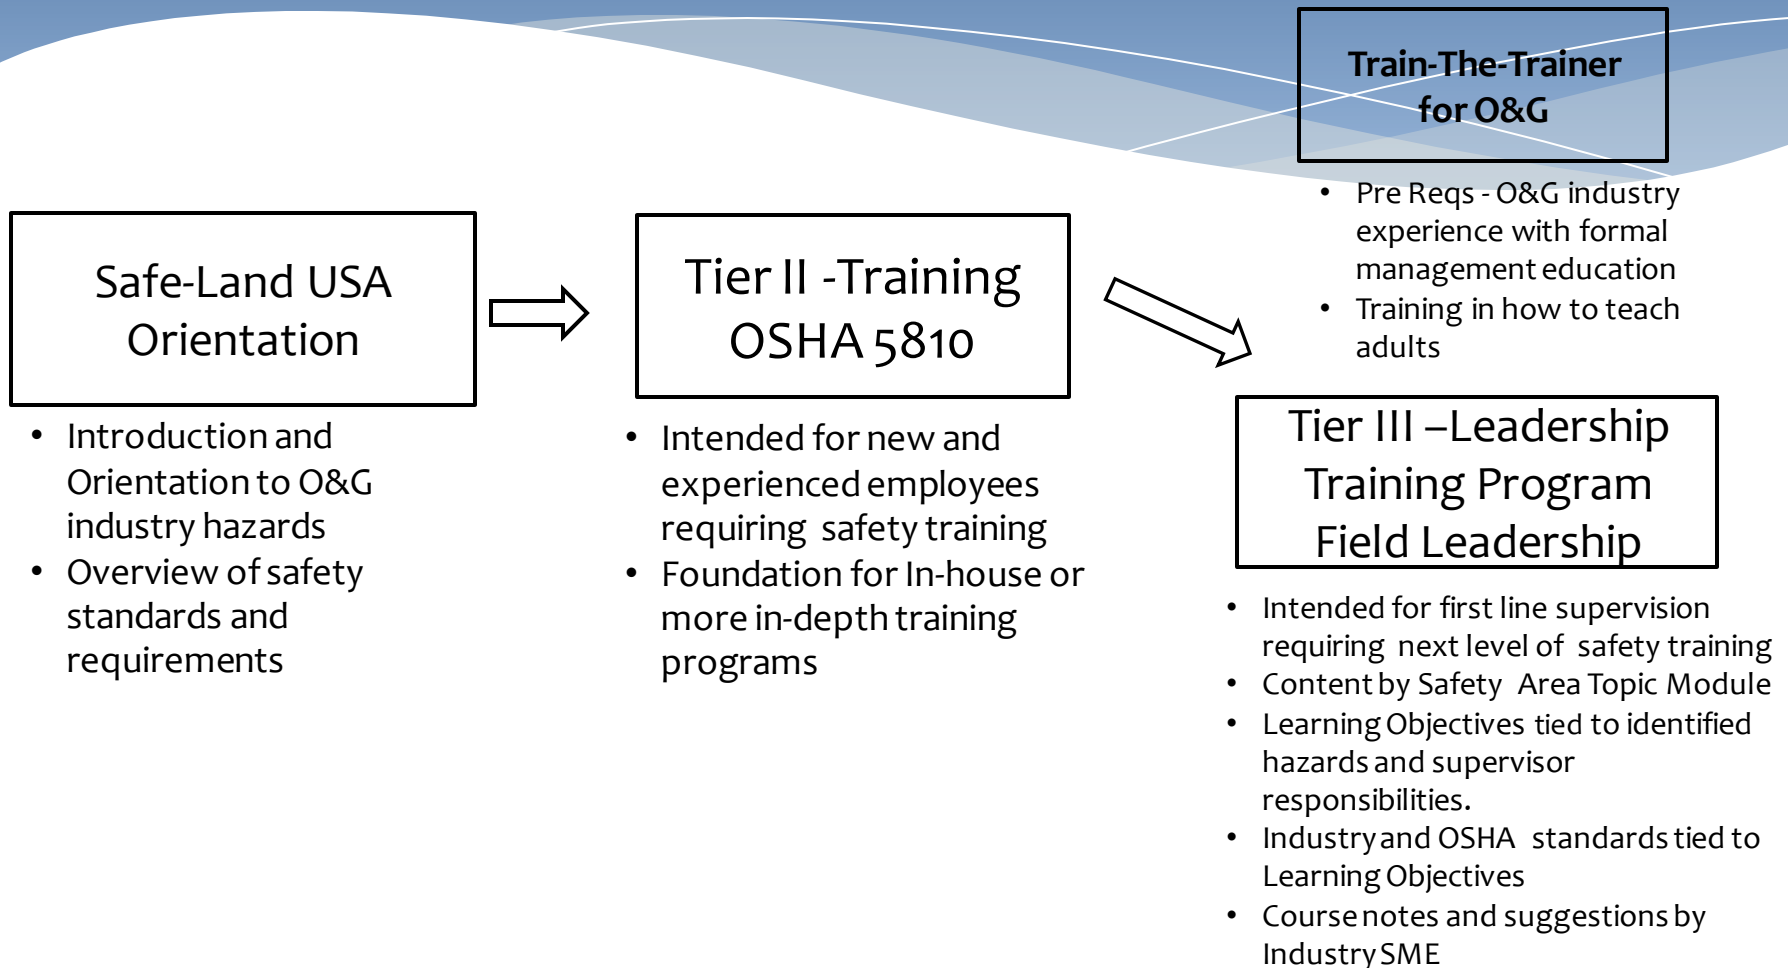 Train-The-Trainer
for O&G
• Pre Reqs - O&G industry
experience with formal
management education
• Training in how to teach
adults
Safe-Land USA
Orientation
• Introduction and
Orientation to O&G
industry hazards
• Overview of safety
standards and
requirements
Tier II -Training
OSHA 5810
• Intended for new and
experienced employees
requiring safety training
• Foundation for In-house or
more in-depth training
programs
Tier III –Leadership
Training Program
Field Leadership
• Intended for first line supervision
requiring next level of safety training
• Content by Safety Area Topic Module
• Learning Objectives tied to identified
hazards and supervisor
responsibilities.
• Industry and OSHA standards tied to
Learning Objectives
• Course notes and suggestions by
Industry SME